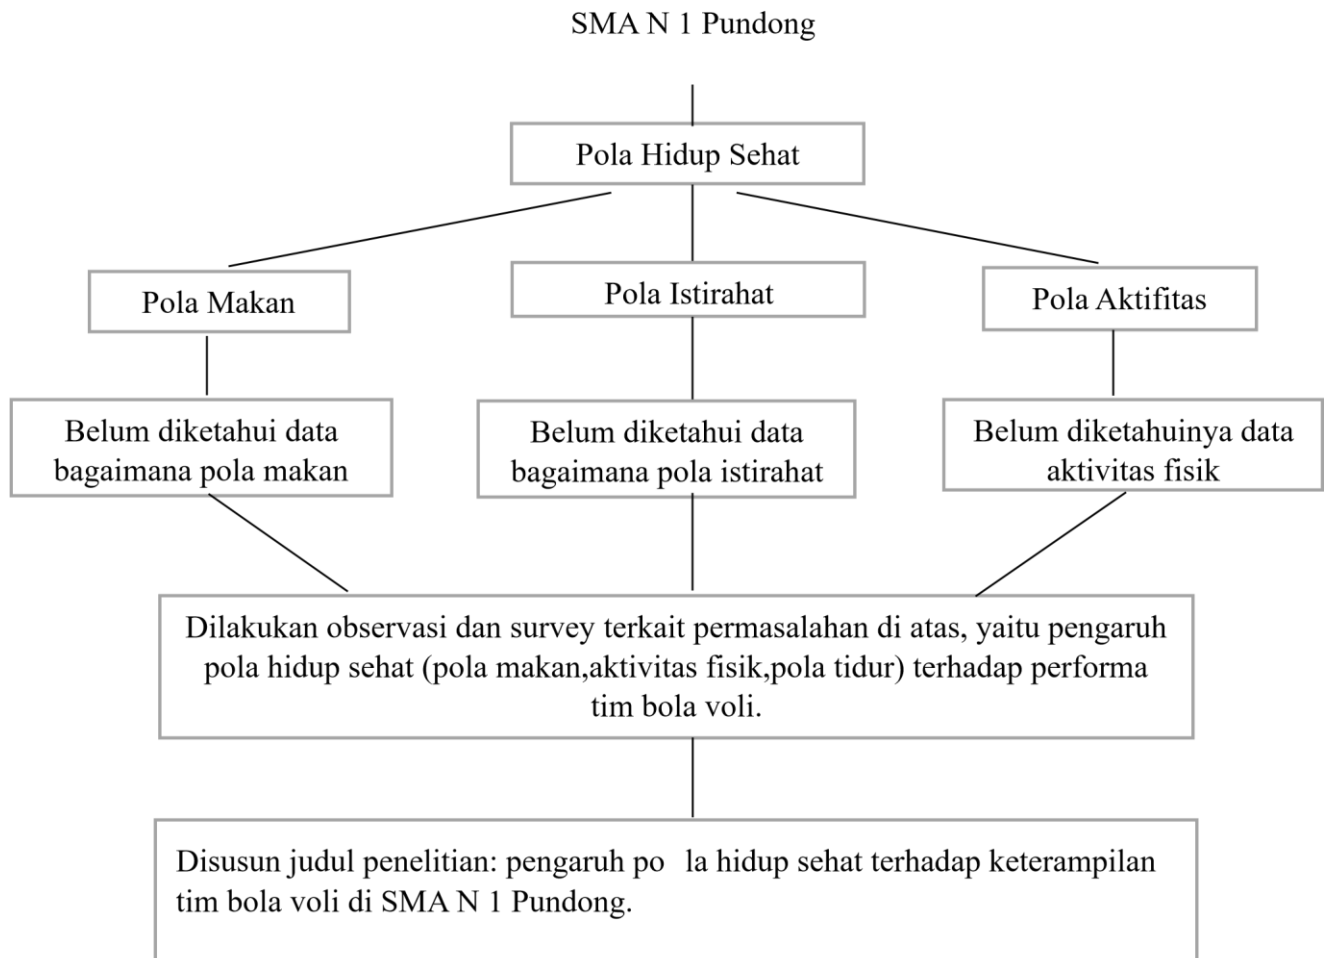 SMA N 1 Pundong
Pola Hidup Sehat
Pola Makan
Pola Istirahat
Pola Aktifitas
Belum diketahui data
bagaimana pola makan
Belum diketahui data
bagaimana pola istirahat
Belum diketahuinya data
aktivitas fisik
Dilakukan observasi dan survey terkait permasalahan di atas, yaitu pengaruh
pola hidup sehat (pola makan,aktivitas fisik,pola tidur) terhadap performa
tim bola voli.
Disusun judul penelitian: pengaruh po la hidup sehat terhadap keterampilan
tim bola voli di SMA N 1 Pundong.